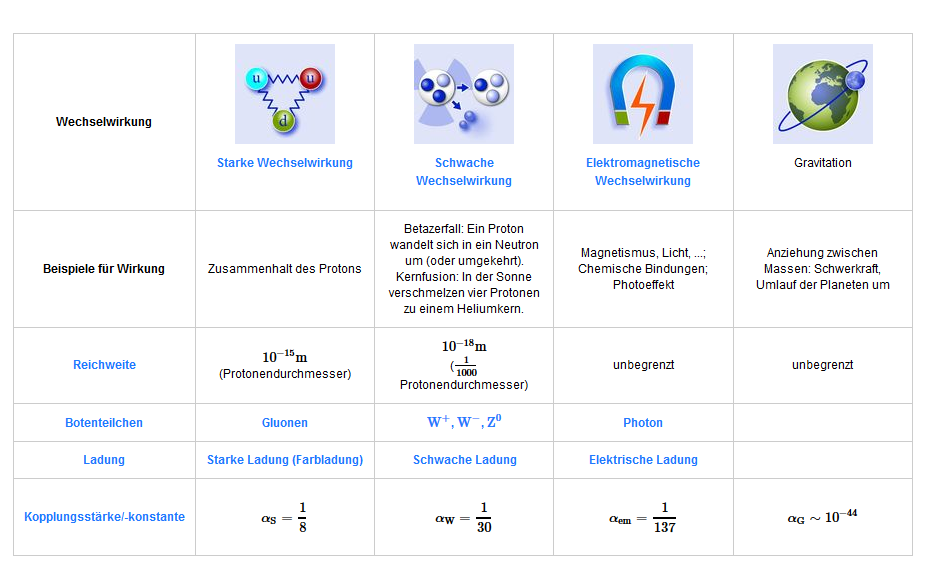 Wechselwirkung
u u
d
Starke Wechselwirkung
Schwache
Wechselwirkung
Elektromagnetische
Wechselwirkung
Gravitation
Beispiele für Wirkung
Zusammenhalt des Protons
Betazerfall: Ein Proton
wandelt sich in ein Neutron
um (oder umgekehrt).
Kernfusion: In der Sonne
verschmelzen vier Protonen
zu einem Heliumkern.
Magnetismus, Licht, ...;
Chemische Bindungen;
Photoeffekt
Anziehung zwischen
Massen: Schwerkraft,
Umlauf der Planeten um
Reichweite
10⁻¹⁵m
(Protonendurchmesser)
10⁻¹⁸m
(1/1000
Protonendurchmesser)
unbegrenzt
unbegrenzt
Botenteilchen
Gluonen
W⁺, W⁻, Z⁰
Photon
Ladung
Starke Ladung (Farbladung)
Schwache Ladung
Elektrische Ladung
Kopplungsstärke/-konstante
α_S = 1/8
α_W = 1/30
α_em = 1/137
α_G ∼ 10⁻⁴⁴